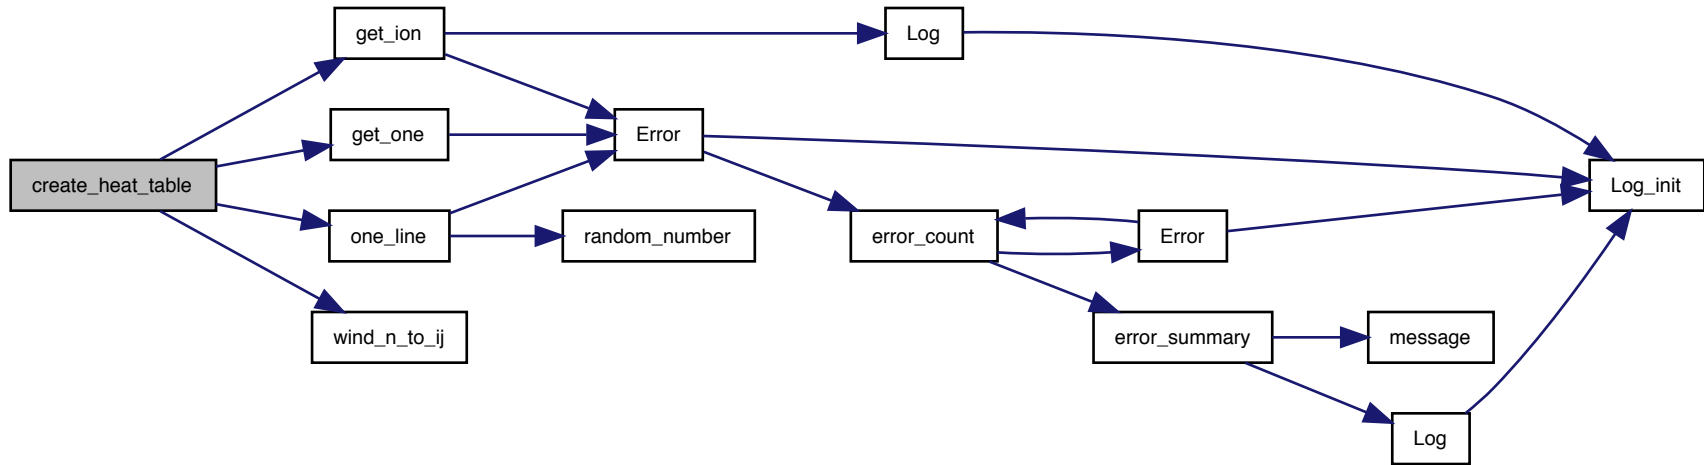 get_ion
Log
get_one
Error
create_heat_table
Log_init
one_line
random_number
error_count
Error
wind_n_to_ij
error_summary
message
Log